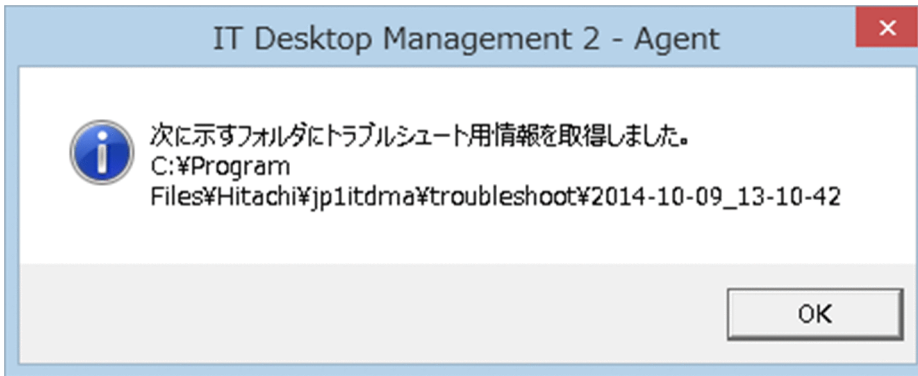 IT Desktop Management 2 - Agent
次に示すフォルダにトラブルシュート用情報を取得しました。
C:¥Program
Files¥Hitachi¥jp1itdma¥troubleshoot¥2014-10-09_13-10-42
OK